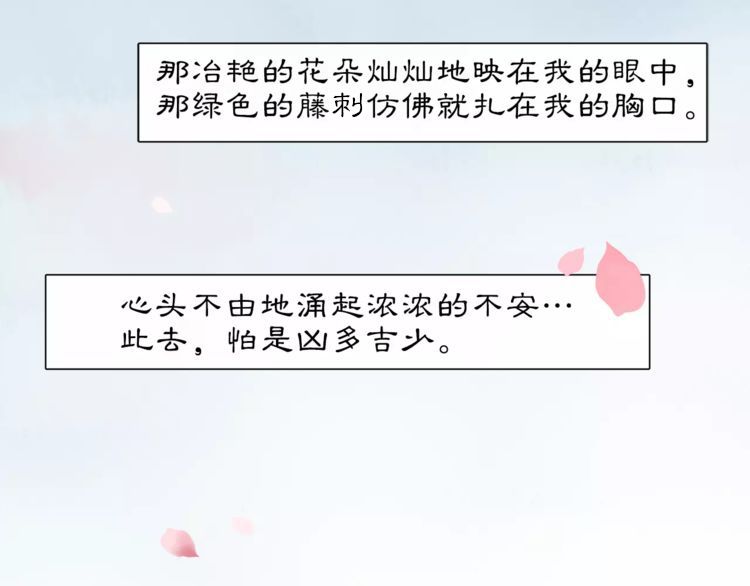 那冶艳的花朵灿灿地映在我的眼中，
那绿色的藤刺仿佛就扎在我的胸口。
心头不由地涌起浓浓的不安…
此去，怕是凶多吉少。